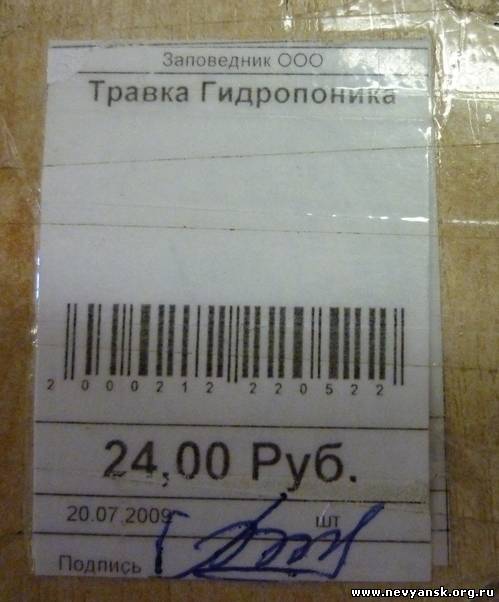 Заповедник ООО
Травка Гидропоника
2 000212 220522
24,00 Руб.
20.07.2009 шт
Подпись
www.nevyansk.org.ru